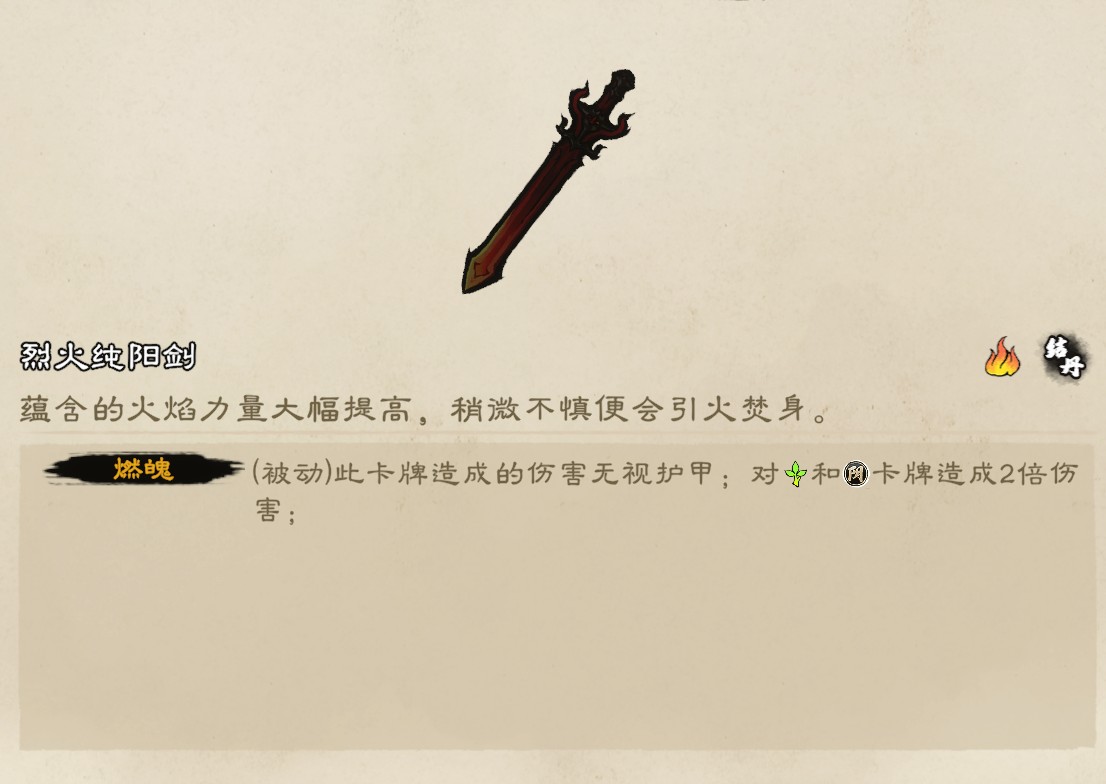 烈火纯阳剑
结丹
蕴含的火焰力量大幅提高，稍微不慎便会引火焚身。
燃魄
(被动)此卡牌造成的伤害无视护甲；对和阴卡牌造成2倍伤
害；